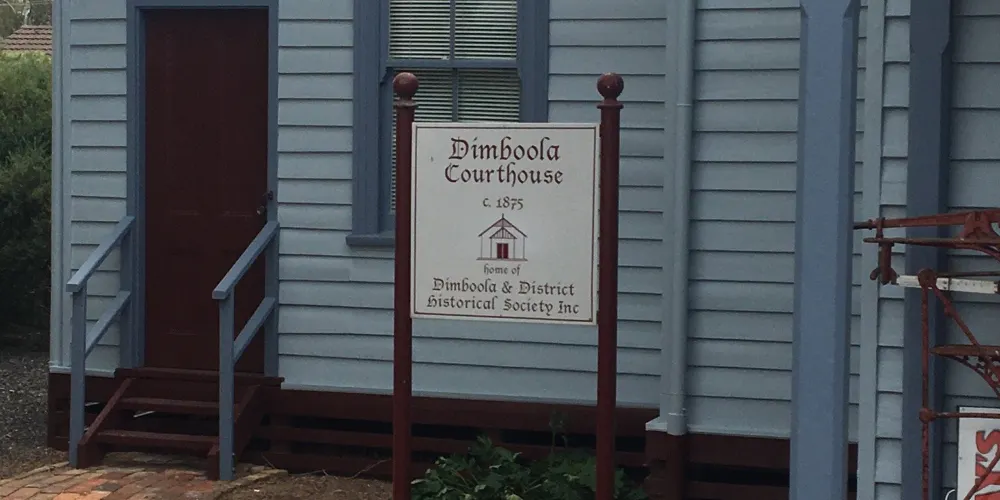 Dimboola
Courthouse
c. 1875
home of
Dimboola & District
Historical Society Inc